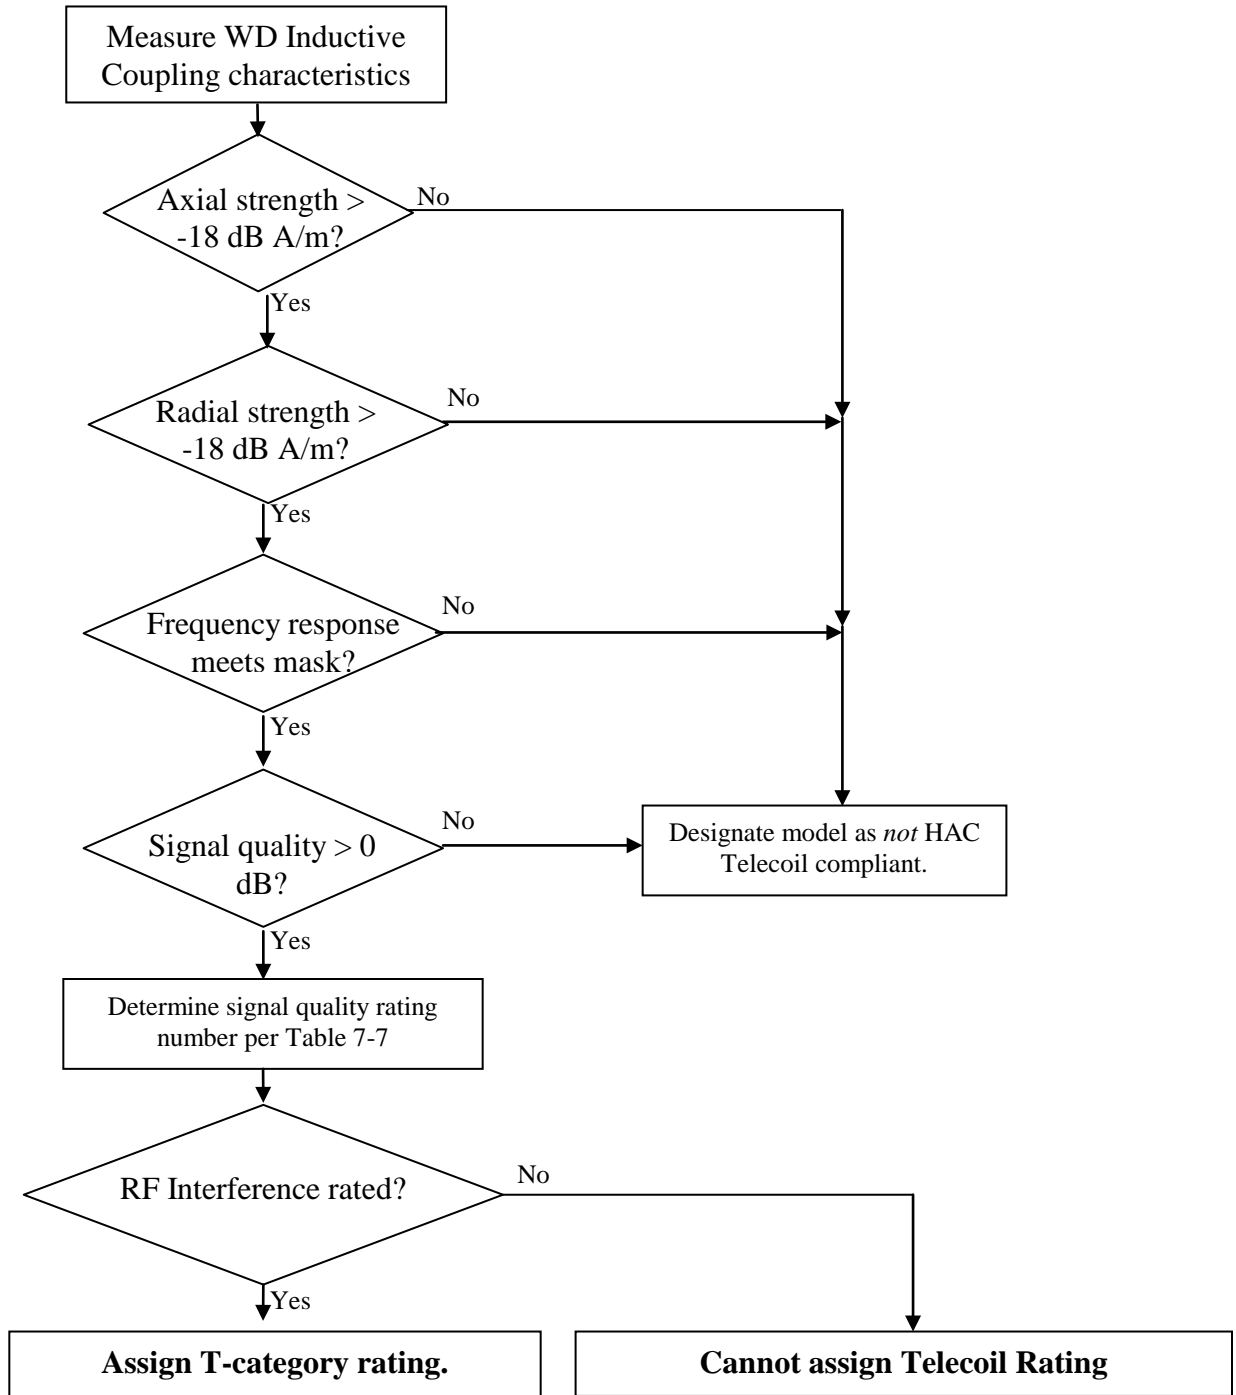 Measure WD Inductive
Coupling characteristics
Axial strength >
-18 dB A/m?
No
Yes
Radial strength >
-18 dB A/m?
No
Yes
Frequency response
meets mask?
No
Yes
Signal quality > 0
dB?
No
Designate model as not HAC
Telecoil compliant.
Yes
Determine signal quality rating
number per Table 7-7
RF Interference rated?
No
Yes
Assign T-category rating.
Cannot assign Telecoil Rating